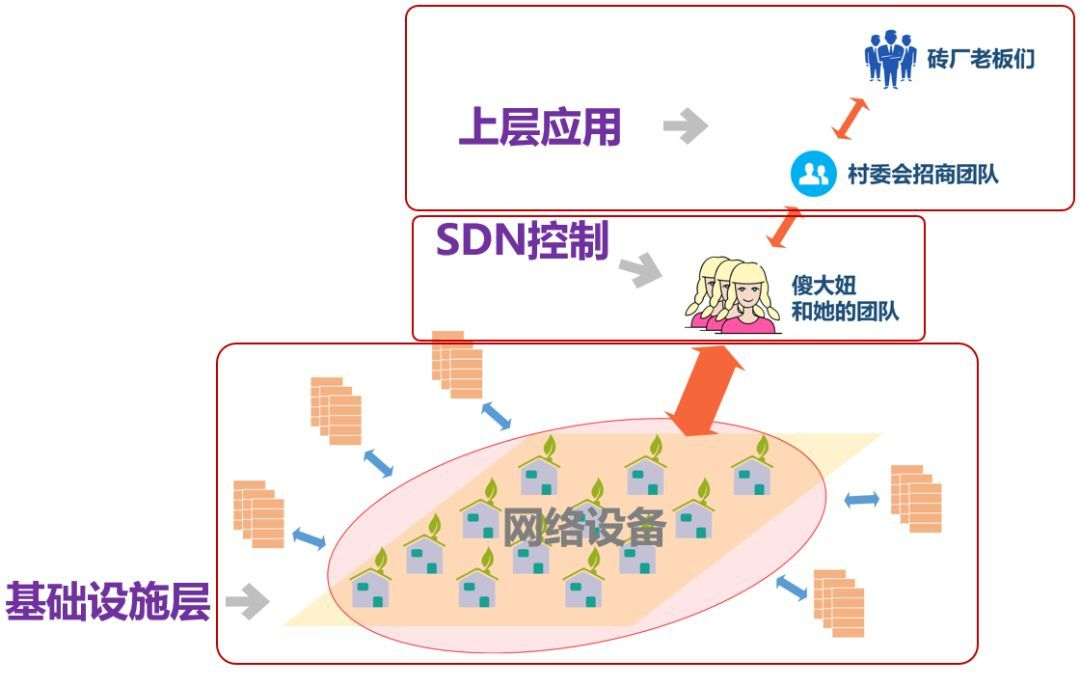 砖厂老板们
上层应用
村委会招商团队
SDN控制
傻大妞
和她的团队
网络设备
基础设施层